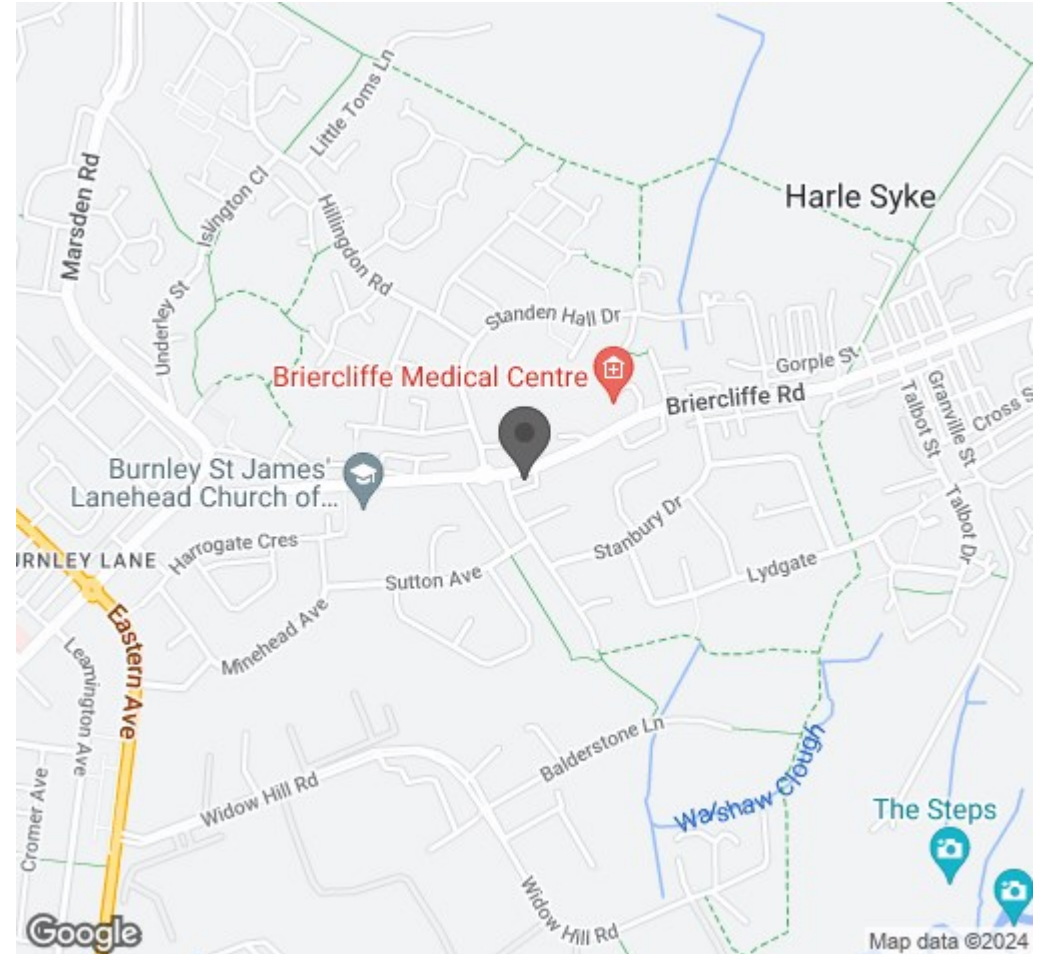 Little Toms Ln
Marsden Rd
Islington Cl
Hillingdon Rd
Harle Syke
Underley St
Standen Hall Dr
Gorple St
Briercliffe Medical Centre
Briercliffe Rd
Granville St
Talbot St
Cross S
Burnley St James'
Lanehead Church of...
Talbot Dr
Stanbury Dr
Harrogate Cres
URNLEY LANE
Sutton Ave
Lydgate
Eastern Ave
Minehead Ave
Leamington Ave
Balderstone Ln
Walshaw Clough
Widow Hill Rd
The Steps
Cromer Ave
Widow Hill Rd
Google
Map data ©2024